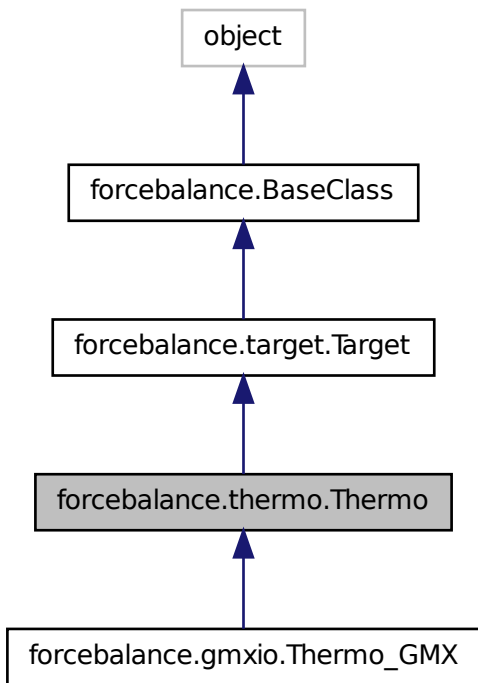 object
forcebalance.BaseClass
forcebalance.target.Target
forcebalance.thermo.Thermo
forcebalance.gmxio.Thermo_GMX